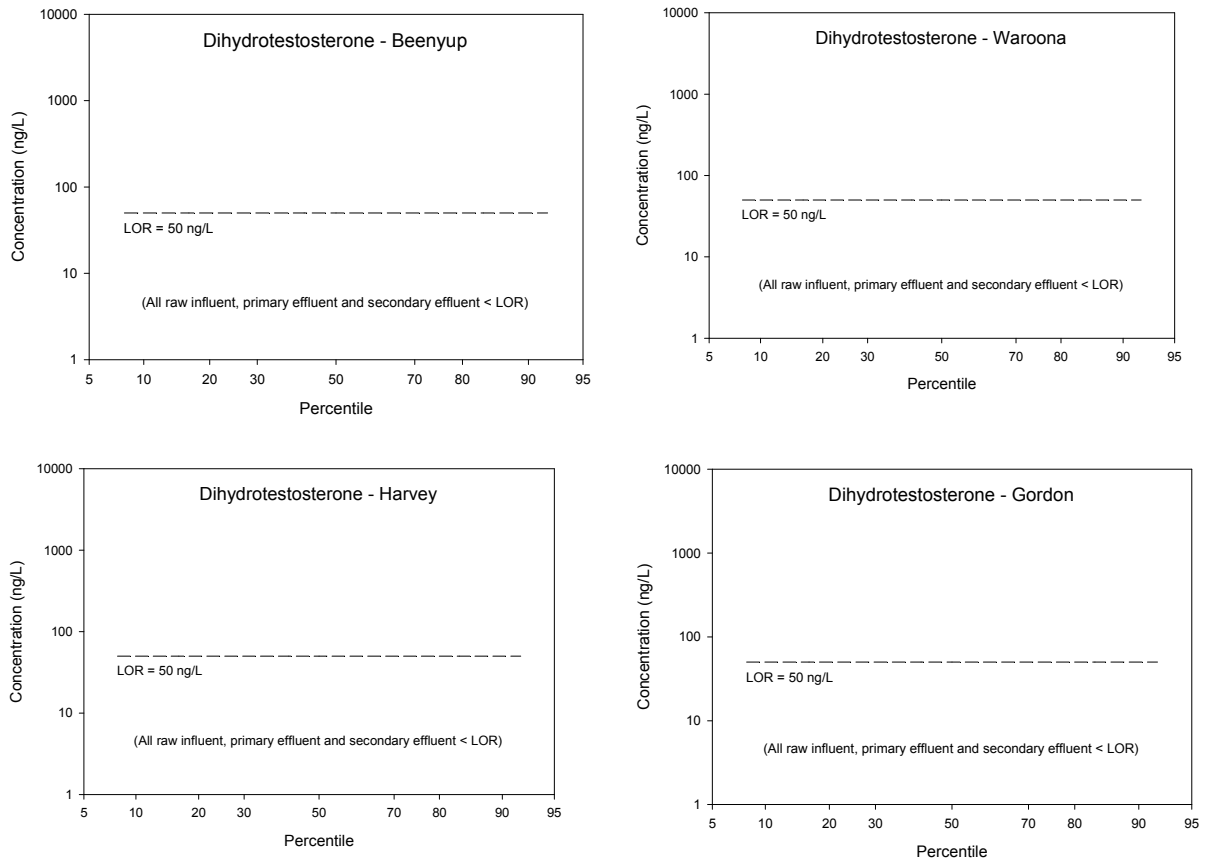 Dihydrotestosterone - Beenyup
Concentration (ng/L)
10000
1000
100
10
1
LOR = 50 ng/L
(All raw influent, primary effluent and secondary effluent < LOR)
5 10 20 30 50 70 80 90 95
Percentile
Dihydrotestosterone - Waroona
Concentration (ng/L)
10000
1000
100
10
1
LOR = 50 ng/L
(All raw influent, primary effluent and secondary effluent < LOR)
5 10 20 30 50 70 80 90 95
Percentile
Dihydrotestosterone - Harvey
Concentration (ng/L)
10000
1000
100
10
1
LOR = 50 ng/L
(All raw influent, primary effluent and secondary effluent < LOR)
5 10 20 30 50 70 80 90 95
Percentile
Dihydrotestosterone - Gordon
Concentration (ng/L)
10000
1000
100
10
1
LOR = 50 ng/L
(All raw influent, primary effluent and secondary effluent < LOR)
5 10 20 30 50 70 80 90 95
Percentile